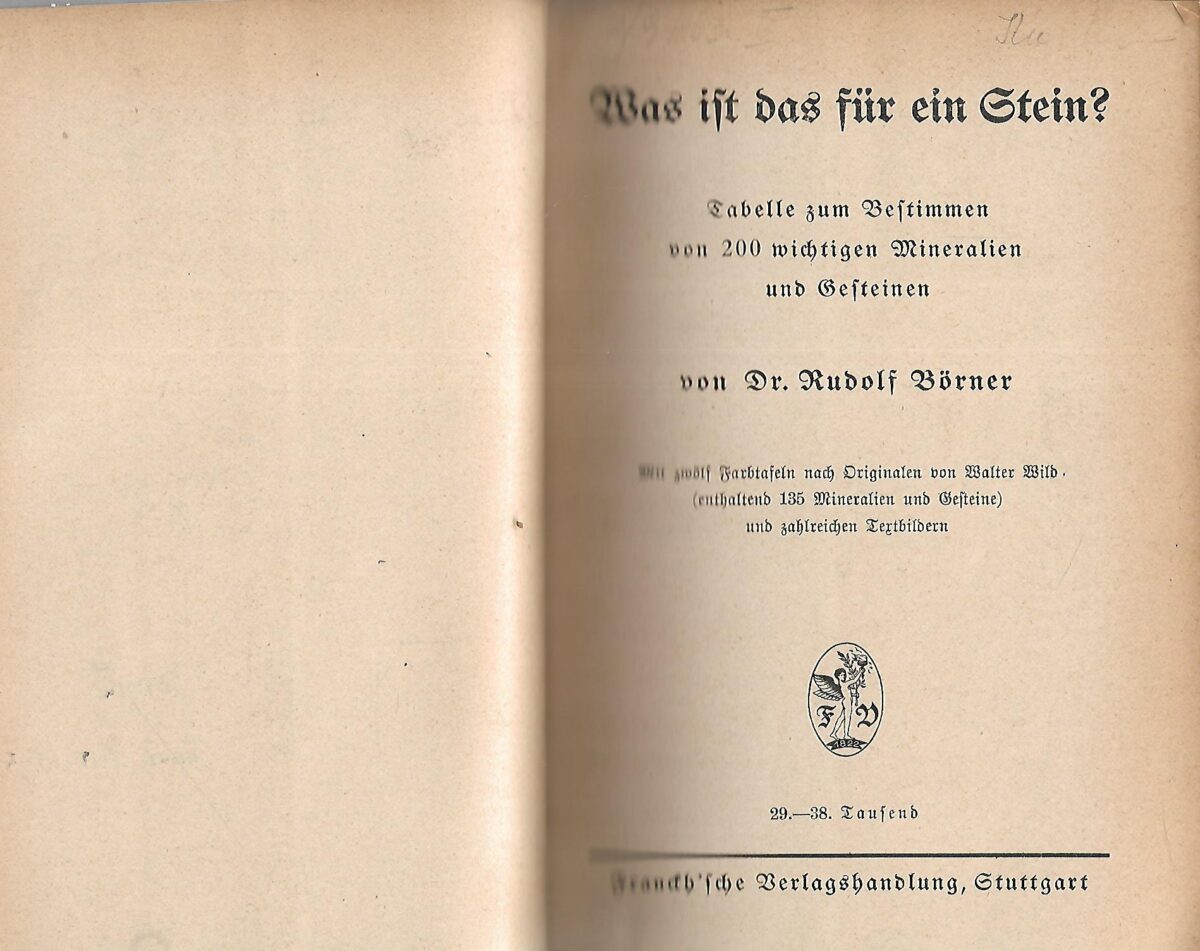 Was ist das für ein Stein?
Tabelle zum Bestimmen
von 200 wichtigen Mineralien
und Gesteinen
von Dr. Rudolf Börner
Mit zwölf Farbtafeln nach Originalen von Walter Wild
(enthaltend 135 Mineralien und Gesteine)
und zahlreichen Textbildern
F V
1822
29.—38. Tausend
Franckh'sche Verlagshandlung, Stuttgart